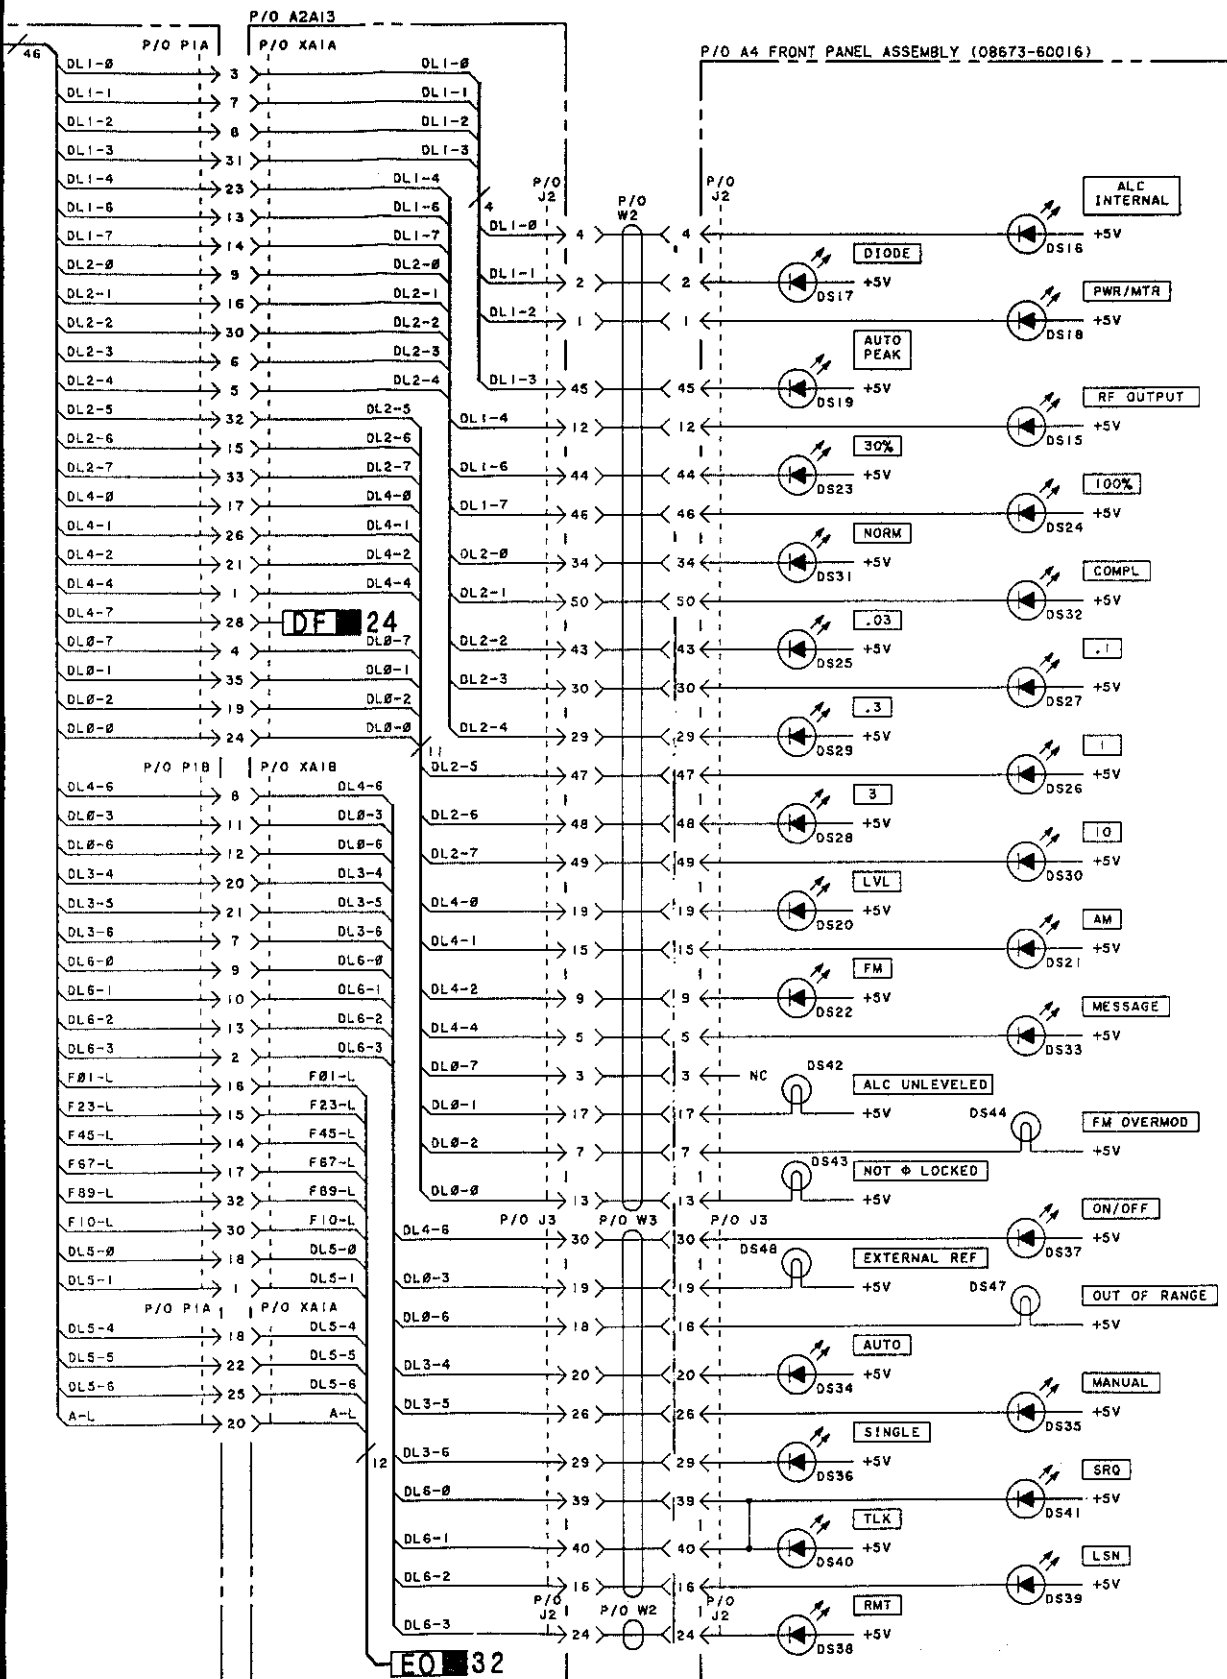 P/O A2A13
46
P/O P1A P/O XA1A
P/O A4 FRONT PANEL ASSEMBLY (08673-60016)
DL1-Ø 3 DL1-Ø
DL1-1 7 DL1-1
DL1-2 8 DL1-2
DL1-3 31 DL1-3
DL1-4 23 DL1-4
DL1-6 13 DL1-6
DL1-7 14 DL1-7
DL2-Ø 9 DL2-Ø
DL2-1 16 DL2-1
DL2-2 30 DL2-2
DL2-3 6 DL2-3
DL2-4 5 DL2-4
DL2-5 32 DL2-5
DL2-6 15 DL2-6
DL2-7 33 DL2-7
DL4-Ø 17 DL4-Ø
DL4-1 26 DL4-1
DL4-2 21 DL4-2
DL4-4 1 DL4-4
DL4-7 28 DF 24
DLØ-7 4 DLØ-7
DLØ-1 35 DLØ-1
DLØ-2 19 DLØ-2
DLØ-Ø 24 DLØ-Ø
P/O P1B P/O XA1B
DL4-6 8 DL4-6
DLØ-3 11 DLØ-3
DLØ-6 12 DLØ-6
DL3-4 20 DL3-4
DL3-5 21 DL3-5
DL3-6 7 DL3-6
DL6-Ø 9 DL6-Ø
DL6-1 10 DL6-1
DL6-2 13 DL6-2
DL6-3 2 DL6-3
FØ1-L 16 FØ1-L
F23-L 15 F23-L
F45-L 14 F45-L
F67-L 17 F67-L
F89-L 32 F89-L
F10-L 30 F10-L
DL5-Ø 18 DL5-Ø
DL5-1 1 DL5-1
P/O P1A P/O XA1A
DL5-4 18 DL5-4
DL5-5 22 DL5-5
DL5-6 25 DL5-6
A-L 20 A-L
4
11
12
EO 32
P/O J2 P/O W2 P/O J2
DL1-Ø 4 4 DS16 +5V ALC INTERNAL
DL1-1 2 2 DS17 +5V DIODE
DL1-2 1 1 DS18 +5V PWR/MTR
DL1-3 45 45 DS19 +5V AUTO PEAK
DL1-4 12 12 DS15 +5V RF OUTPUT
DL1-6 44 44 DS23 +5V 30%
DL1-7 46 46 DS24 +5V 100%
DL2-Ø 34 34 DS31 +5V NORM
DL2-1 50 50 DS32 +5V COMPL
DL2-2 43 43 DS25 +5V .03
DL2-3 30 30 DS27 +5V .1
DL2-4 29 29 DS29 +5V .3
DL2-5 47 47 DS26 +5V 1
DL2-6 48 48 DS28 +5V 3
DL2-7 49 49 DS30 +5V 10
DL4-Ø 19 19 DS20 +5V LVL
DL4-1 15 15 DS21 +5V AM
DL4-2 9 9 DS22 +5V FM
DL4-4 5 5 DS33 +5V MESSAGE
DLØ-7 3 3 NC
DLØ-1 17 17 DS42 +5V ALC UNLEVELED
DLØ-2 7 7 DS44 +5V FM OVERMOD
DLØ-Ø 13 13 DS43 +5V NOT Φ LOCKED
P/O J3 P/O W3 P/O J3
DL4-6 30 30 DS37 +5V ON/OFF
DLØ-3 19 19 DS48 +5V EXTERNAL REF
DLØ-6 18 18 DS47 +5V OUT OF RANGE
DL3-4 20 20 DS34 +5V AUTO
DL3-5 26 26 DS35 +5V MANUAL
DL3-6 29 29 DS36 +5V SINGLE
DL6-Ø 39 39 DS41 +5V SRQ
DL6-1 40 40 DS40 +5V TLK
DL6-2 16 16 DS39 +5V LSN
P/O J2 P/O W2 P/O J2
DL6-3 24 24 DS38 +5V RMT